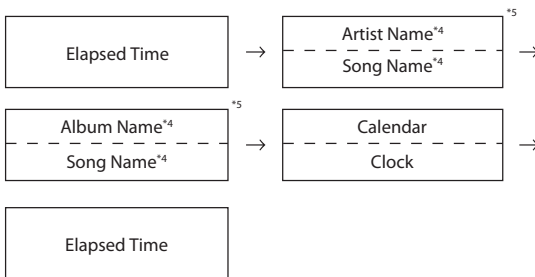 Elapsed Time
Artist Name*4
Song Name*4
*5
Album Name*4
Song Name*4
*5
Calendar
Clock
Elapsed Time